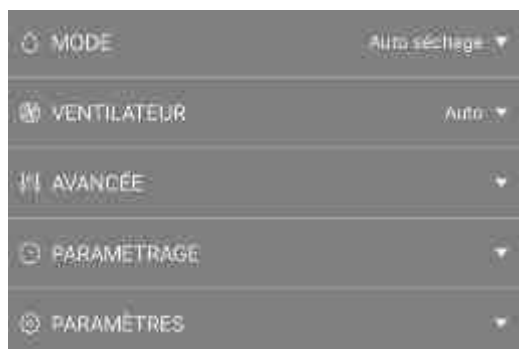 MODE
Auto séchage
VENTILATEUR
Auto
AVANCÉE
PARAMETRAGE
PARAMÈTRES